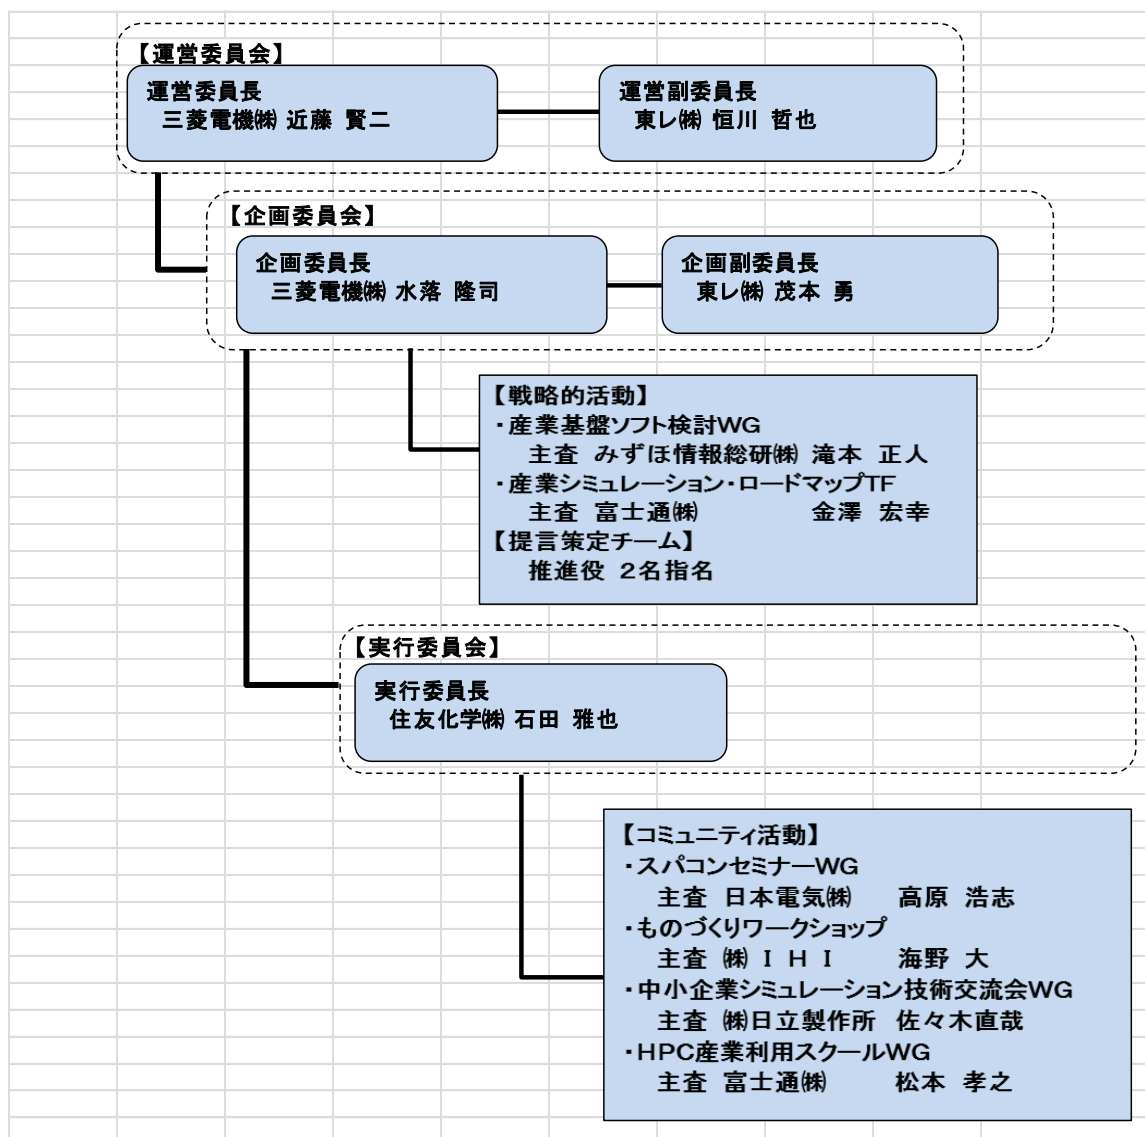 【運営委員会】
運営委員長
三菱電機㈱ 近藤 賢二
運営副委員長
東レ㈱ 恒川 哲也
【企画委員会】
企画委員長
三菱電機㈱ 水落 隆司
企画副委員長
東レ㈱ 茂本 勇
【戦略的活動】
・産業基盤ソフト検討WG
主査 みずほ情報総研㈱ 滝本 正人
・産業シミュレーション・ロードマップTF
主査 富士通㈱ 金澤 宏幸
【提言策定チーム】
推進役 2名指名
【実行委員会】
実行委員長
住友化学㈱ 石田 雅也
【コミュニティ活動】
・スパコンセミナーWG
主査 日本電気㈱ 高原 浩志
・ものづくりワークショップ
主査 ㈱ I H I 海野 大
・中小企業シミュレーション技術交流会WG
主査 ㈱日立製作所 佐々木直哉
・HPC産業利用スクールWG
主査 富士通㈱ 松本 孝之